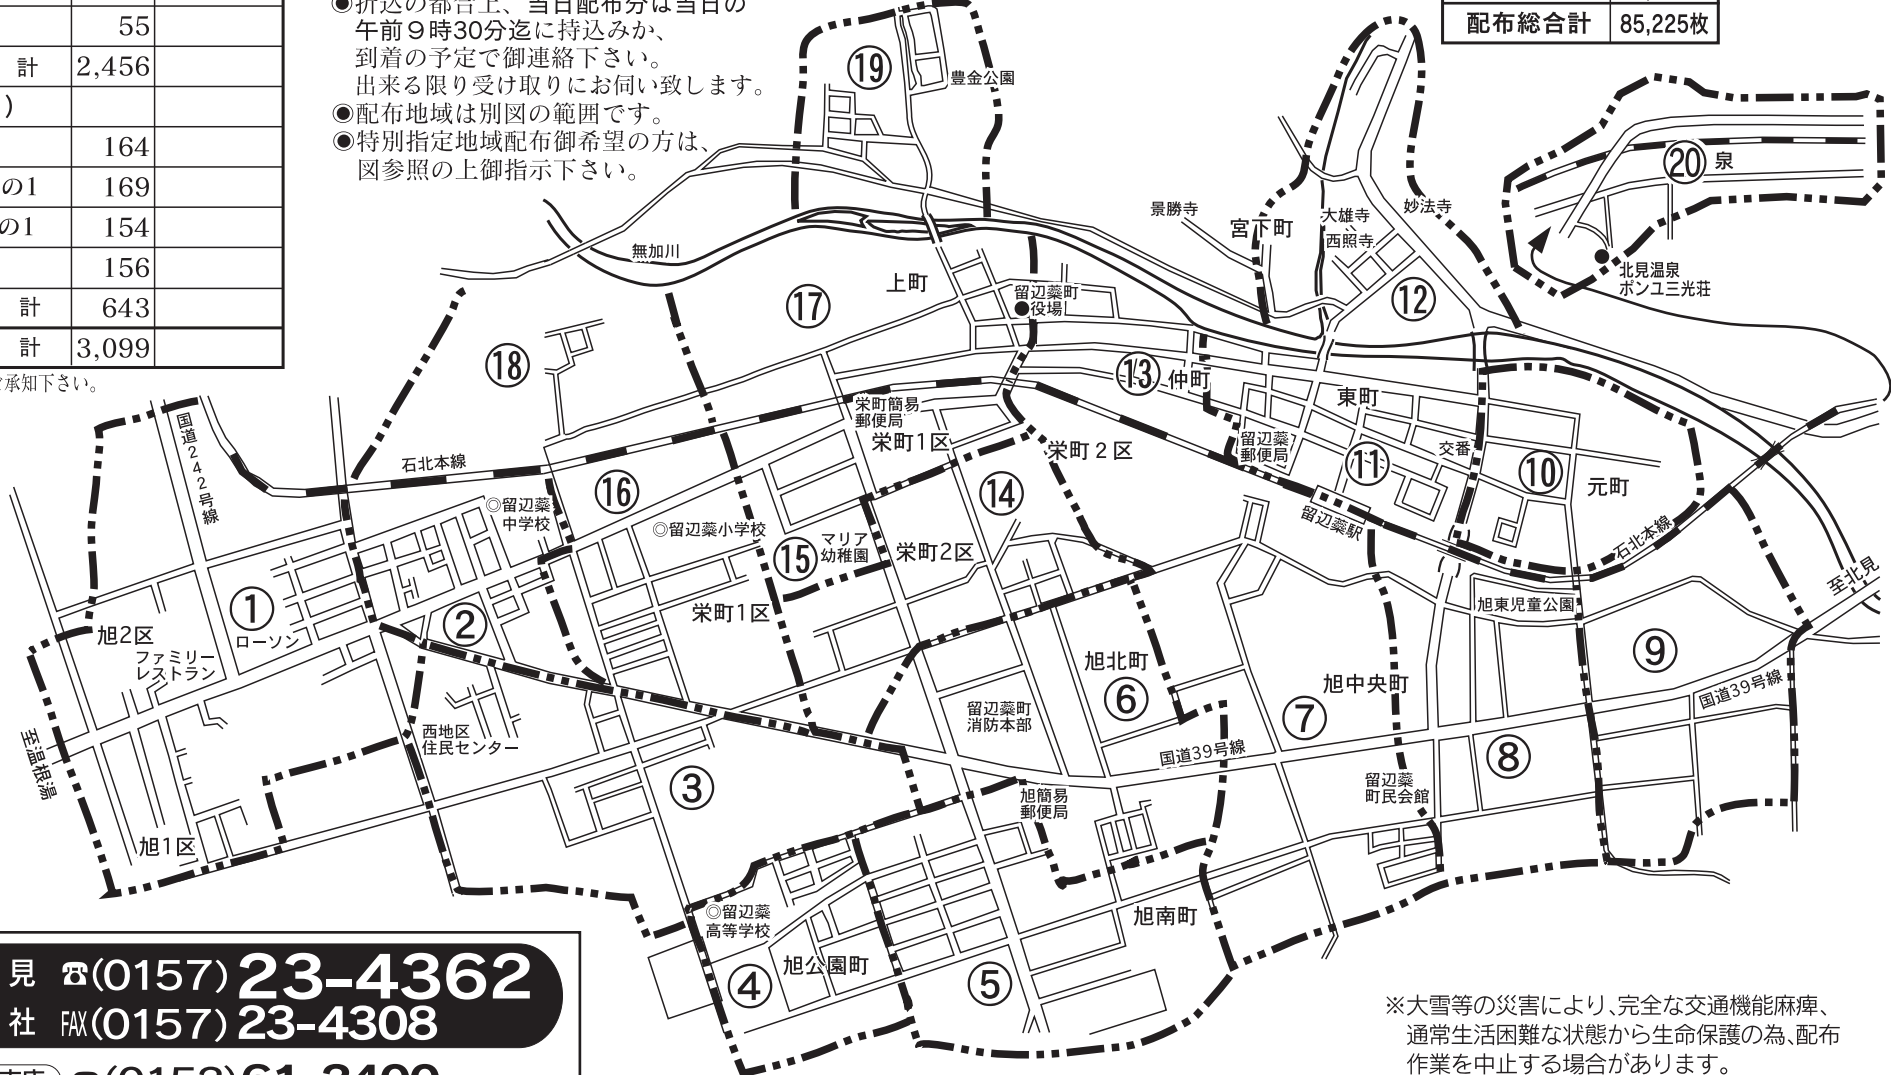 55
計 2,456
)
164
の1 169
の1 154
156
計 643
計 3,099
承知下さい。
◉折込の都合上、当日配布分は当日の
午前９時30分迄に持込みか、
到着の予定で御連絡下さい。
出来る限り受け取りにお伺い致します。
◉配布地域は別図の範囲です。
◉特別指定地域配布御希望の方は、
図参照の上御指示下さい。
配布総合計 85,225枚
⑲
豊金公園
⑳ 泉
北見温泉
ポンユ三光荘
景勝寺
宮下町
大雄寺
西照寺
妙法寺
⑫
無加川
上町
⑰
留辺蘂町
役場
⑱
⑬ 仲町
東町
栄町簡易
郵便局
栄町1区
栄町２区
留辺蘂
郵便局
⑪
交番
⑩
元町
国道242号線
石北本線
⑯
◎留辺蘂
中学校
◎留辺蘂小学校
⑭
⑮
マリア
幼稚園
栄町2区
留辺蘂駅
石北本線
至北見
栄町1区
旭東児童公園
①
ローソン
②
旭2区
ファミリー
レストラン
⑨
旭北町
⑥
旭中央町
⑦
国道39号線
留辺蘂町
消防本部
西地区
住民センター
国道39号線
⑧
至温根湯
③
留辺蘂
町民会館
旭簡易
郵便局
旭1区
◎留辺蘂
高等学校
旭南町
④
旭公園町
⑤
見 ☎(0157)23-4362
社 FAX(0157)23-4308
※大雪等の災害により、完全な交通機能麻痺、
通常生活困難な状態から生命保護の為、配布
作業を中止する場合があります。